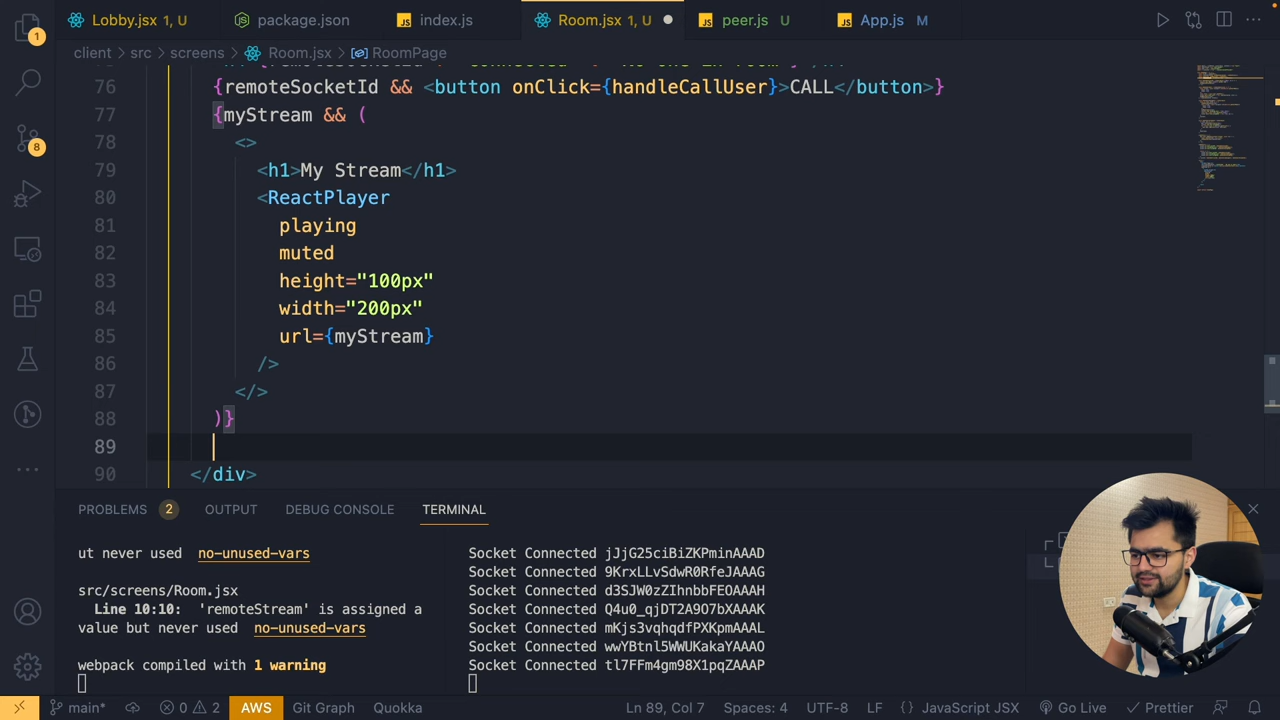 Lobby.jsx 1, U
package.json
index.js
Room.jsx 1, U
peer.js U
App.js M
client > src > screens > Room.jsx > RoomPage
76 {remoteSocketId && <button onClick={handleCallUser}>CALL</button>}
77 {myStream && (
78 <>
79 <h1>My Stream</h1>
80 <ReactPlayer
81 playing
82 muted
83 height="100px"
84 width="200px"
85 url={myStream}
86 />
87 </>
88 )}
89
90 </div>
1
8
PROBLEMS 2
OUTPUT
DEBUG CONSOLE
TERMINAL
ut never used no-unused-vars
src/screens/Room.jsx
Line 10:10: 'remoteStream' is assigned a
value but never used no-unused-vars
webpack compiled with 1 warning
Socket Connected jJjG25ciBiZKPminAAAD
Socket Connected 9KrxLLvSdwR0RfeJAAAG
Socket Connected d3SJW0zZIhnbbFEOAAAH
Socket Connected Q4u0_qjDT2A9O7bXAAAK
Socket Connected mKjs3vqhqdfPXKpmAAAL
Socket Connected wwYBtnl5WWUKakaYAAAO
Socket Connected tl7FFm4gm98X1pqZAAAP
main*
0 2
AWS
Git Graph
Quokka
Ln 89, Col 7
Spaces: 4
UTF-8
LF
{} JavaScript JSX
Go Live
Prettier